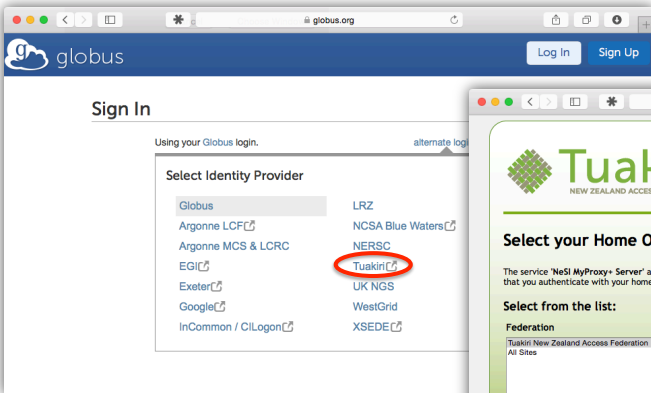 globus.org
globus
Log In
Sign Up
Sign In
Using your Globus login.
alternate logi
Select Identity Provider
Globus
LRZ
Argonne LCF
NCSA Blue Waters
Argonne MCS & LCRC
NERSC
EGI
Tuakiri
Exeter
UK NGS
Google
WestGrid
InCommon / CILogon
XSEDE
Tuaki
NEW ZEALAND ACCES
Select your Home O
The service 'NeSI MyProxy+ Server' a
that you authenticate with your home
Select from the list:
Federation
Tuakiri New Zealand Access Federation
All Sites